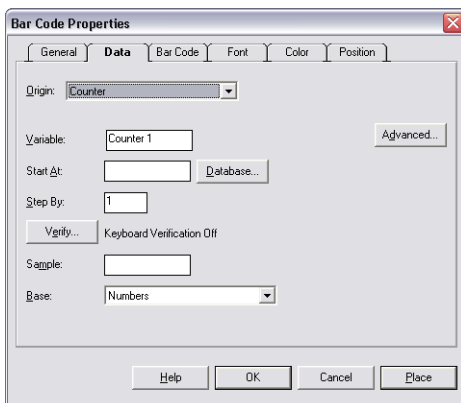 Bar Code Properties
General Data Bar Code Font Color Position
Origin: Counter
Variable: Counter 1 Advanced...
Start At: Database...
Step By: 1
Verify... Keyboard Verification Off
Sample:
Base: Numbers
Help OK Cancel Place